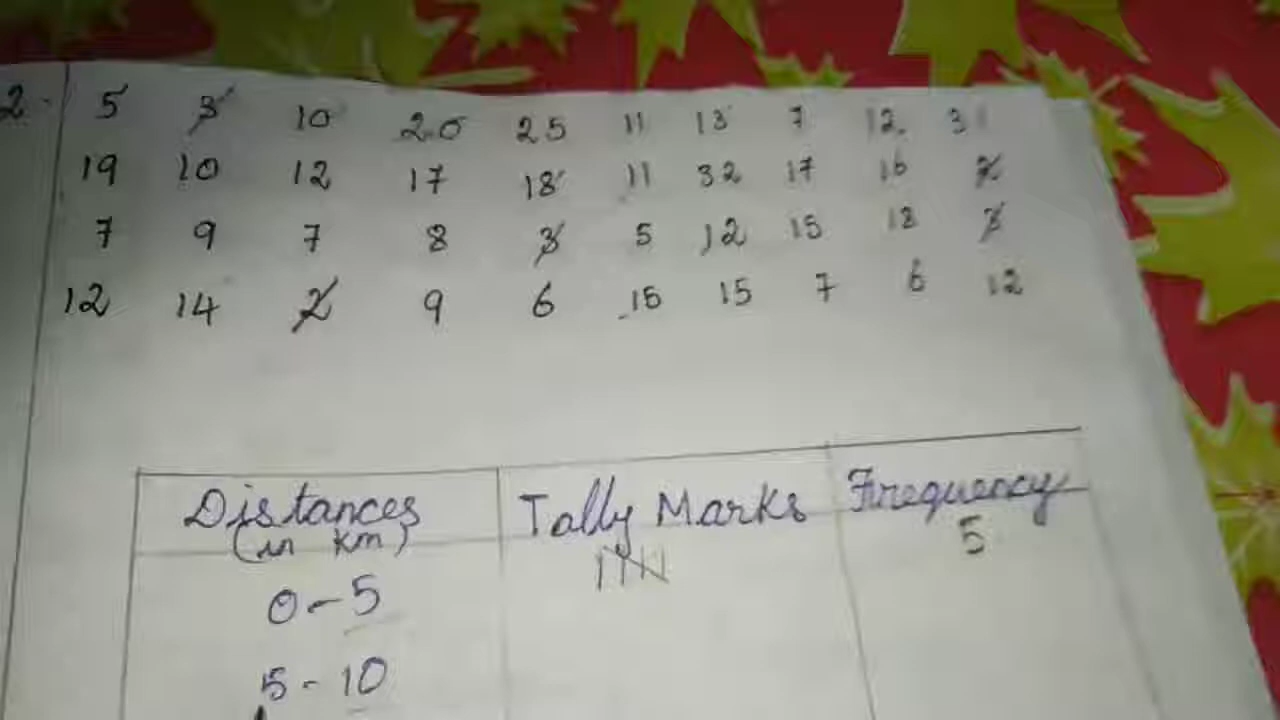 2. 5 3 10 20 25 11 13 7 12. 31
19 10 12 17 18 11 32 17 16 2
7 9 7 8 3 5 12 15 18 3
12 14 2 9 6 15 15 7 6 12
Distances (in km) Tally Marks Frequency
0-5 𝍸 5
5-10